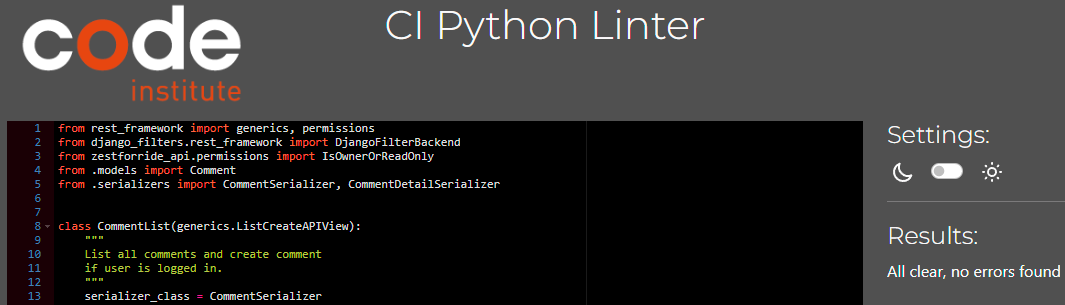 code
institute
CI Python Linter
1 from rest_framework import generics, permissions
2 from django_filters.rest_framework import DjangoFilterBackend
3 from zestforride_api.permissions import IsOwnerOrReadOnly
4 from .models import Comment
5 from .serializers import CommentSerializer, CommentDetailSerializer
6
7
8 class CommentList(generics.ListCreateAPIView):
9     """
10     List all comments and create comment
11     if user is logged in.
12     """
13     serializer_class = CommentSerializer
Settings:
Results:
All clear, no errors found